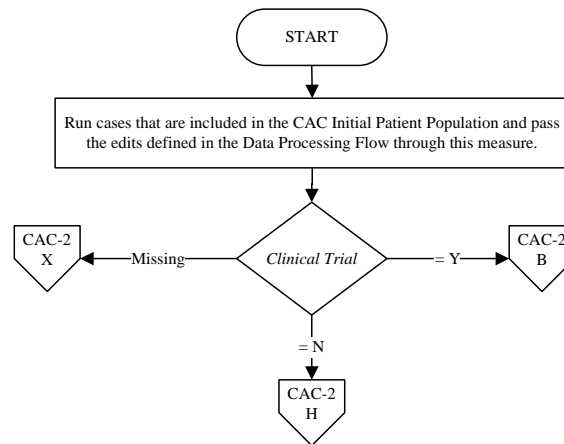 START
Run cases that are included in the CAC Initial Patient Population and pass
the edits defined in the Data Processing Flow through this measure.
CAC-2
X
Missing
Clinical Trial
= Y
CAC-2
B
= N
CAC-2
H